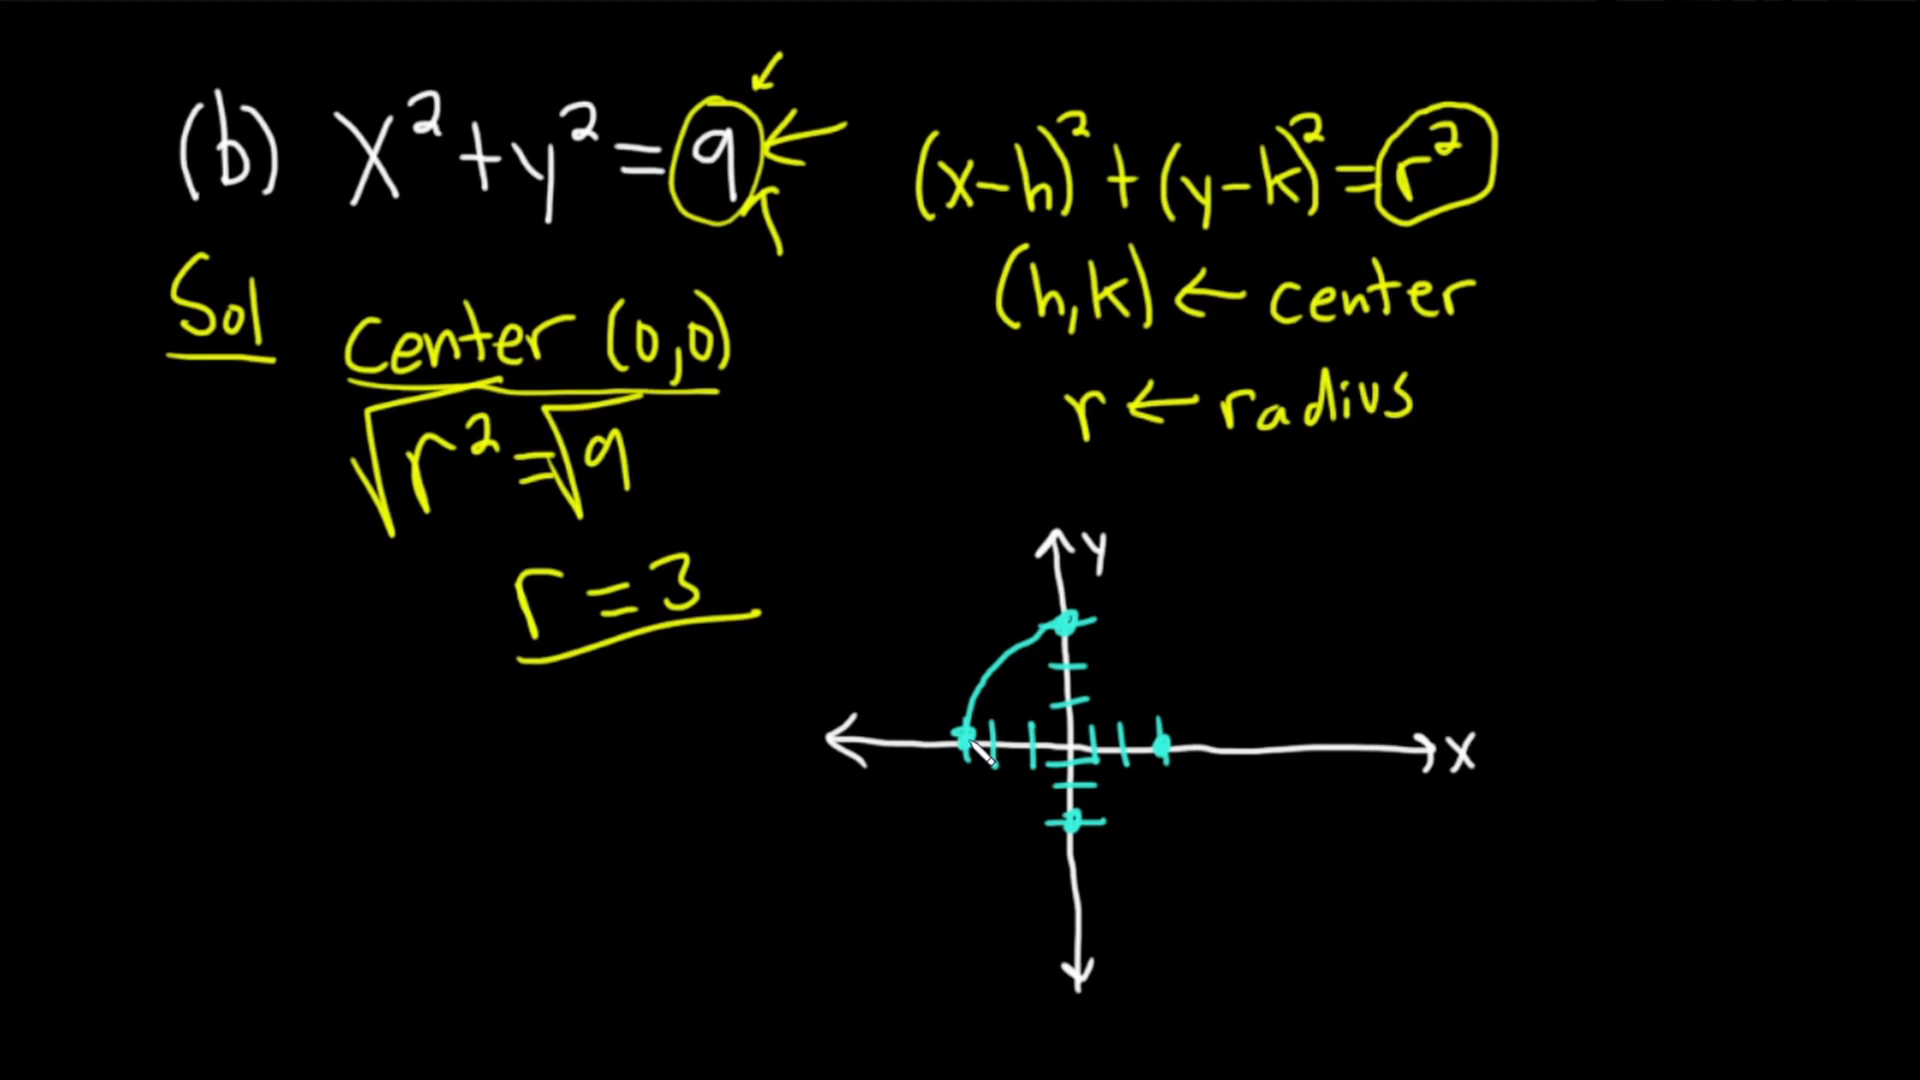 (b) x²+y²=9
(x-h)²+(y-k)²=r²
(h,k) ← center
r ← radius
Sol
Center (0,0)
√r²=√9
r=3
y
x